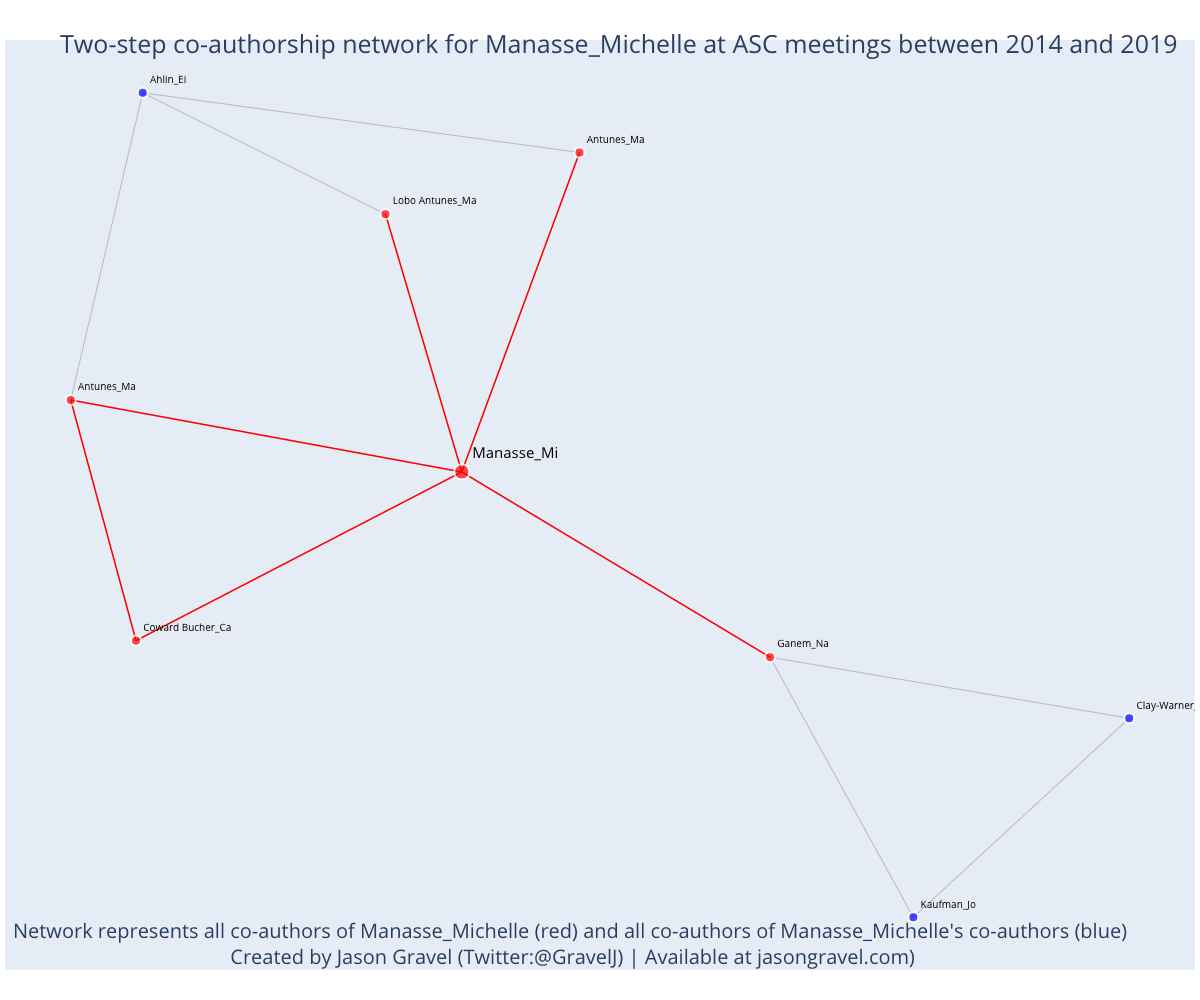 Two-step co-authorship network for Manasse_Michelle at ASC meetings between 2014 and 2019
Ahlin_Ei
Antunes_Ma
Lobo Antunes_Ma
Antunes_Ma
Manasse_Mi
Coward Bucher_Ca
Ganem_Na
Clay-Warner_
Kaufman_Jo
Network represents all co-authors of Manasse_Michelle (red) and all co-authors of Manasse_Michelle's co-authors (blue)
Created by Jason Gravel (Twitter:@GravelJ) | Available at jasongravel.com)